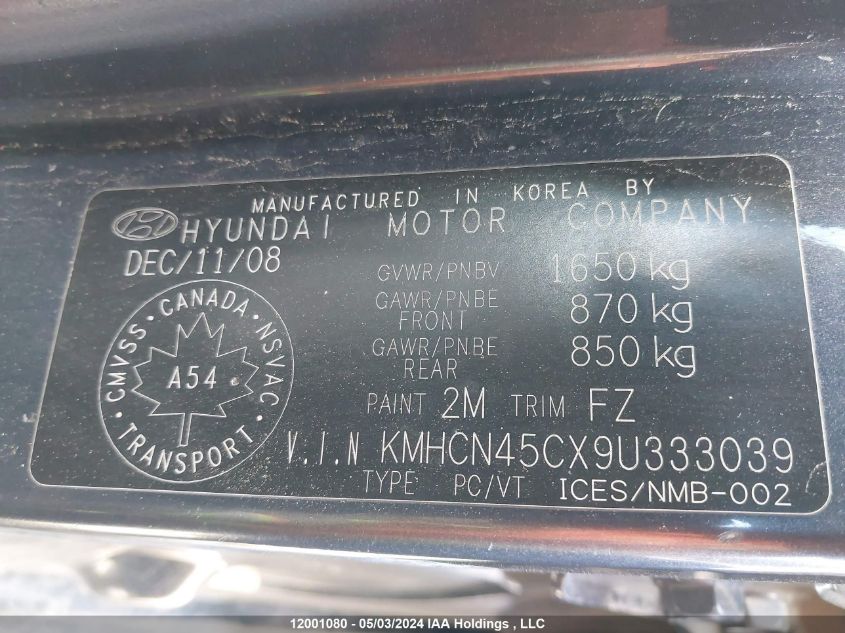 MANUFACTURED IN KOREA BY
HYUNDAI MOTOR COMPANY
DEC/11/08
GVWR/PNBV 1650 kg
GAWR/PNBE FRONT 870 kg
GAWR/PNBE REAR 850 kg
PAINT 2M TRIM FZ
CMVSS · CANADA · NSVAC · TRANSPORT ·
A54
V.I.N KMHCN45CX9U333039
TYPE PC/VT ICES/NMB-002
12001080 - 05/03/2024 IAA Holdings , LLC